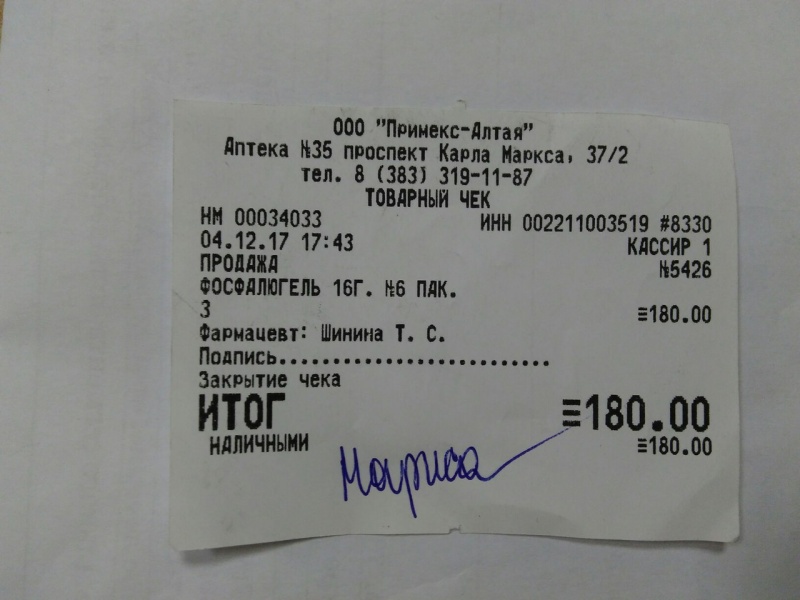 ООО "Примекс-Алтая"
Аптека №35 проспект Карла Маркса, 37/2
тел. 8 (383) 319-11-87
ТОВАРНЫЙ ЧЕК
НМ 00034033 ИНН 002211003519 #8330
04.12.17 17:43 КАССИР 1
ПРОДАЖА №5426
ФОСФАЛЮГЕЛЬ 16Г. №6 ПАК.
3 ≡180.00
Фармацевт: Шинина Т. С.
Подпись............................
Закрытие чека
ИТОГ ≡180.00
НАЛИЧНЫМИ ≡180.00